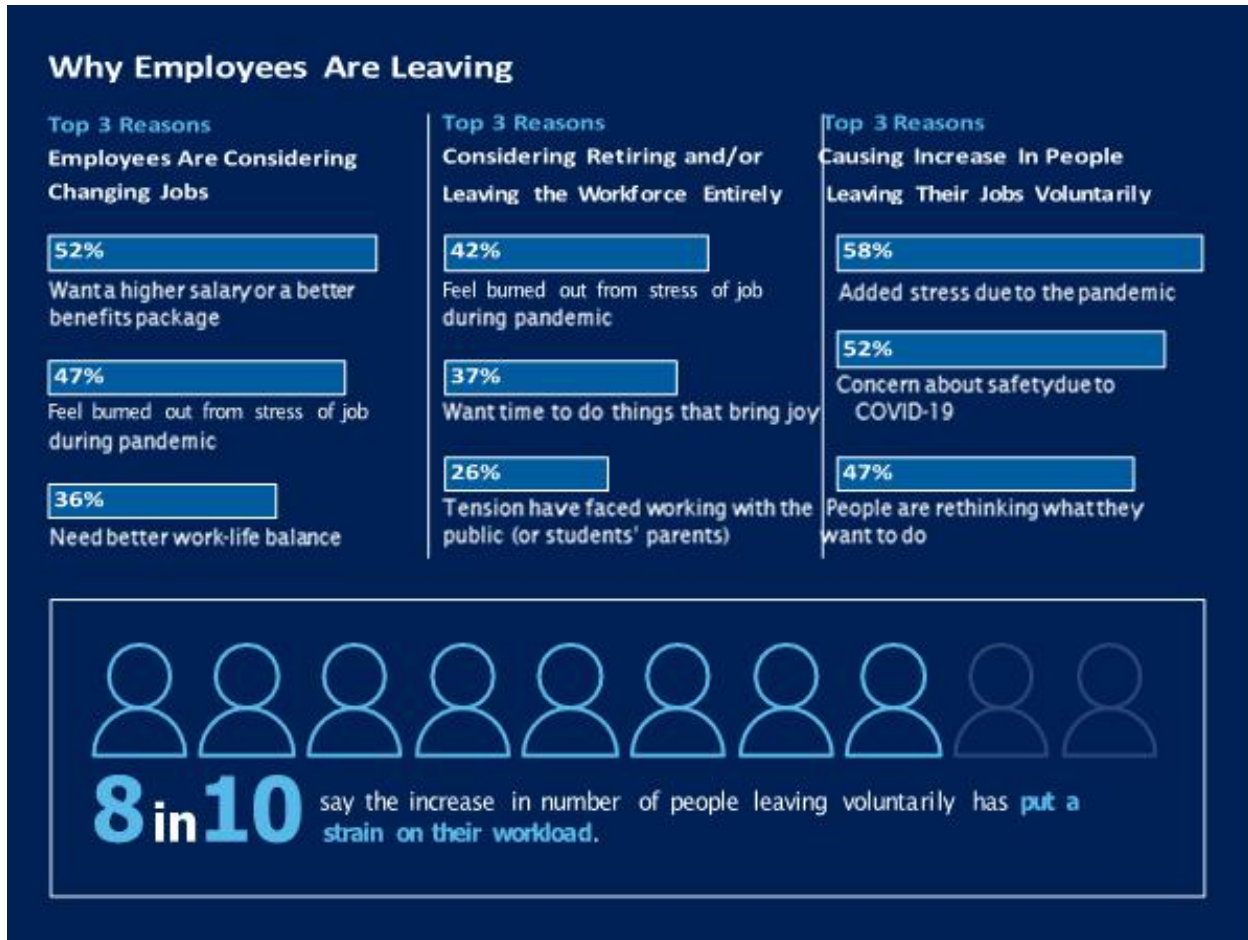 Why Employees Are Leaving
Top 3 Reasons
Employees Are Considering
Changing Jobs
52%
Want a higher salary or a better
benefits package
47%
Feel burned out from stress of job
during pandemic
36%
Need better work-life balance
Top 3 Reasons
Considering Retiring and/or
Leaving the Workforce Entirely
42%
Feel burned out from stress of job
during pandemic
37%
Want time to do things that bring joy
26%
Tension have faced working with the
public (or students' parents)
Top 3 Reasons
Causing Increase In People
Leaving Their Jobs Voluntarily
58%
Added stress due to the pandemic
52%
Concern about safety due to
COVID-19
47%
People are rethinking what they
want to do
8 in 10 say the increase in number of people leaving voluntarily has put a
strain on their workload.